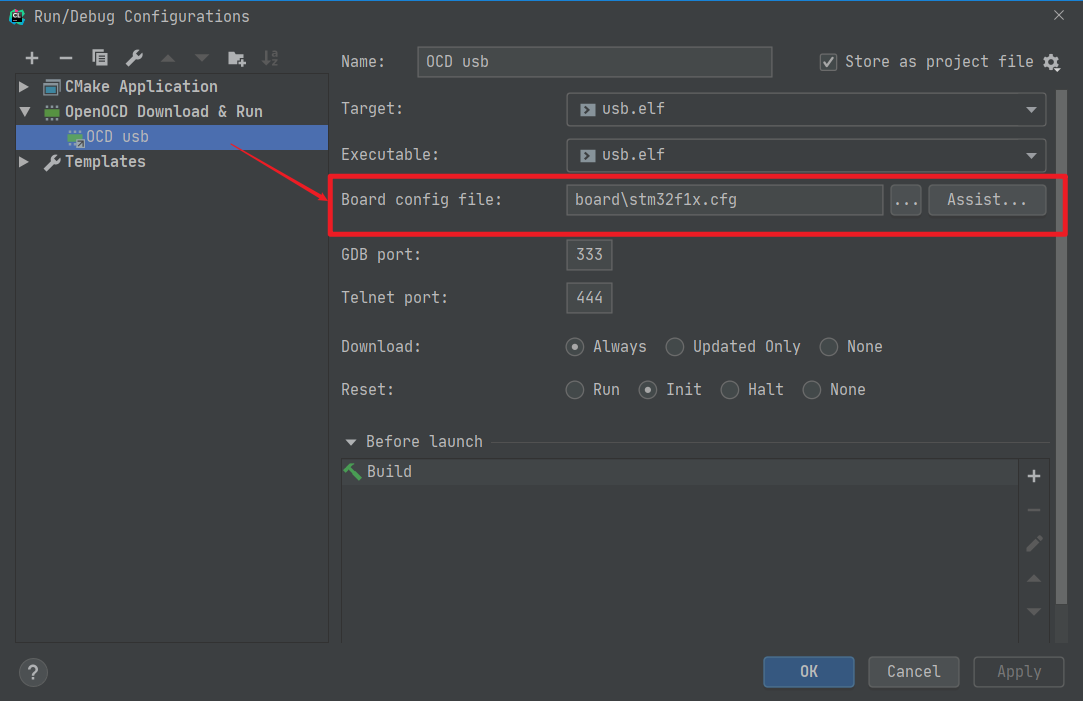 Run/Debug Configurations
Name: OCD usb Store as project file
CMake Application
OpenOCD Download & Run
OCD usb
Templates
Target: usb.elf
Executable: usb.elf
Board config file: board\stm32f1x.cfg ... Assist...
GDB port: 333
Telnet port: 444
Download: Always Updated Only None
Reset: Run Init Halt None
Before launch
Build
? OK Cancel Apply